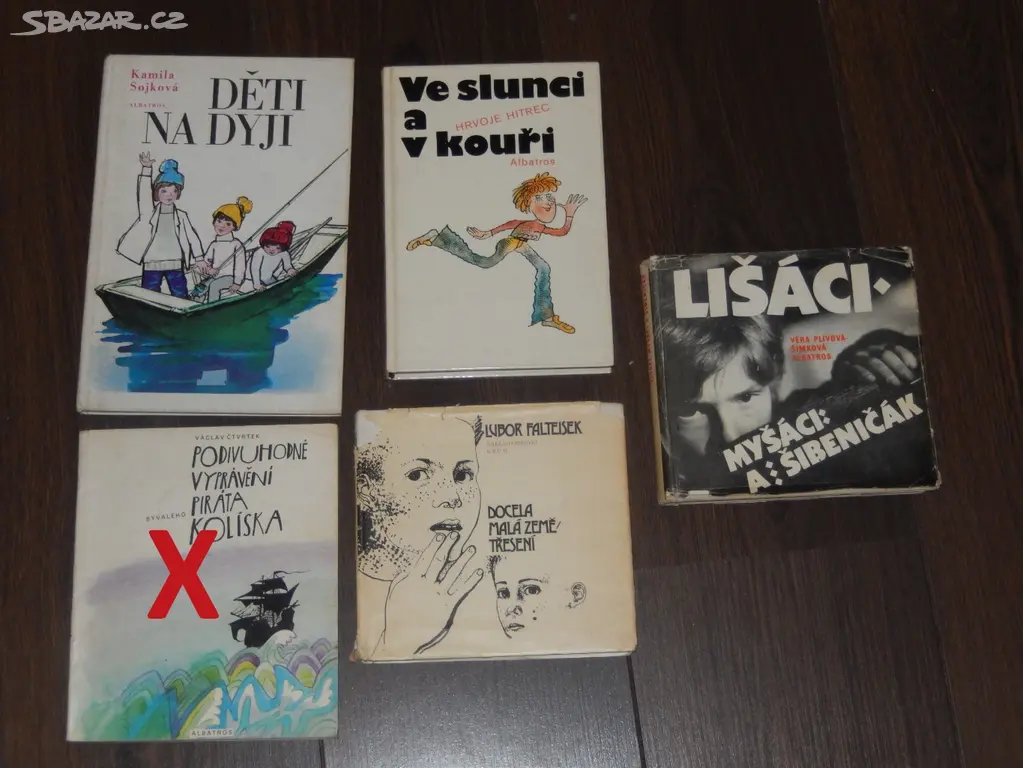 SBAZAR.CZ
Kamila
Sojková
ALBATROS
DĚTI
NA DYJI
Ve slunci
a
HRVOJE HITREC
v kouři
Albatros
LIŠÁCI·
VĚRA PLÍVOVÁ-
ŠIMKOVÁ
ALBATROS
MYŠÁCI:
A: ŠIBENIČÁK
VÁCLAV ČTVRTEK
PODIVUHODNÉ
VYPRÁVĚNÍ
PIRÁTA
BÝVALÉHO
KOLÍSKA
X
ALBATROS
LUBOR FALTEISEK
DOCELA
MALÁ ZEMĚ/
TŘESENÍ